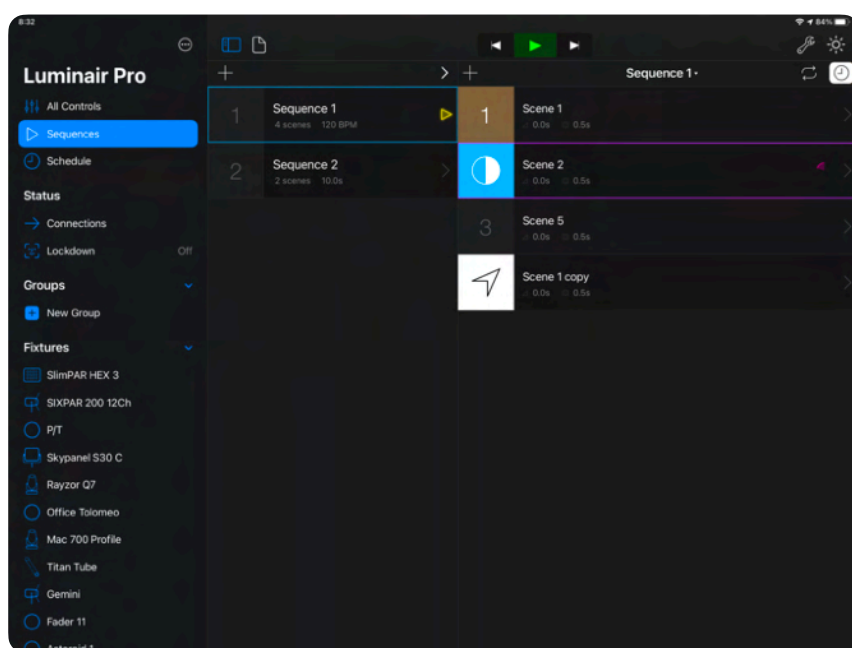 8:32
84%
Luminair Pro
All Controls
Sequences
Schedule
Status
Connections
Lockdown Off
Groups
New Group
Fixtures
SlimPAR HEX 3
SIXPAR 200 12Ch
P/T
Skypanel S30 C
Rayzor Q7
Office Tolomeo
Mac 700 Profile
Titan Tube
Gemini
Fader 11
Asteroid 1
1
Sequence 1
4 scenes 120 BPM
2
Sequence 2
2 scenes 10.0s
Sequence 1
1
Scene 1
0.0s 0.5s
Scene 2
0.0s 0.5s
3
Scene 5
0.0s 0.5s
Scene 1 copy
0.0s 0.5s